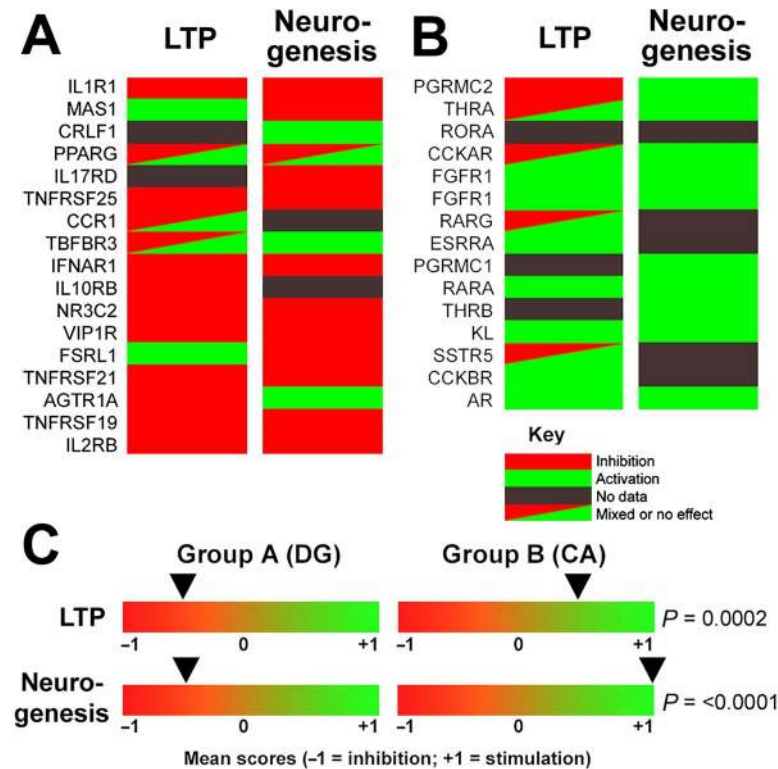 A
LTP
Neuro-
genesis
IL1R1
MAS1
CRLF1
PPARG
IL17RD
TNFRSF25
CCR1
TBFBR3
IFNAR1
IL10RB
NR3C2
VIP1R
FSRL1
TNFRSF21
AGTR1A
TNFRSF19
IL2RB
B
LTP
Neuro-
genesis
PGRMC2
THRA
RORA
CCKAR
FGFR1
FGFR1
RARG
ESRRA
PGRMC1
RARA
THRB
KL
SSTR5
CCKBR
AR
Key
Inhibition
Activation
No data
Mixed or no effect
C
Group A (DG)
Group B (CA)
LTP
–1 0 +1
–1 0 +1
P = 0.0002
Neuro-
genesis
–1 0 +1
–1 0 +1
P = <0.0001
Mean scores (–1 = inhibition; +1 = stimulation)